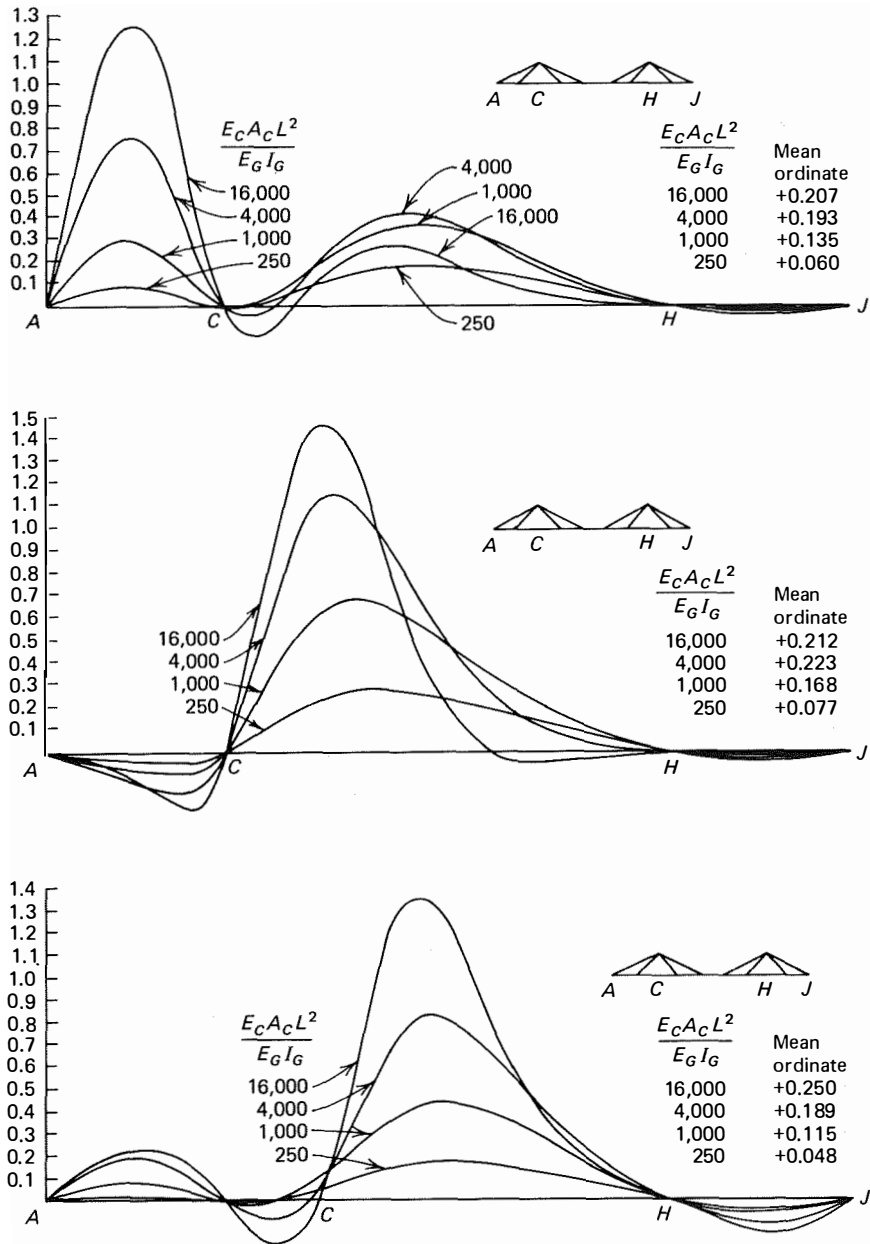 1.3
1.2
1.1
1.0
0.9
0.8
0.7
0.6
0.5
0.4
0.3
0.2
0.1
A
C
H
J
E_C A_C L^2
E_G I_G
16,000
4,000
1,000
250
4,000
1,000
16,000
250
A C H J
E_C A_C L^2
E_G I_G
Mean
ordinate
16,000 +0.207
4,000 +0.193
1,000 +0.135
250 +0.060
1.5
1.4
1.3
1.2
1.1
1.0
0.9
0.8
0.7
0.6
0.5
0.4
0.3
0.2
0.1
A
C
H
J
16,000
4,000
1,000
250
A C H J
E_C A_C L^2
E_G I_G
Mean
ordinate
16,000 +0.212
4,000 +0.223
1,000 +0.168
250 +0.077
1.4
1.3
1.2
1.1
1.0
0.9
0.8
0.7
0.6
0.5
0.4
0.3
0.2
0.1
A
C
H
J
E_C A_C L^2
E_G I_G
16,000
4,000
1,000
250
A C H J
E_C A_C L^2
E_G I_G
Mean
ordinate
16,000 +0.250
4,000 +0.189
1,000 +0.115
250 +0.048